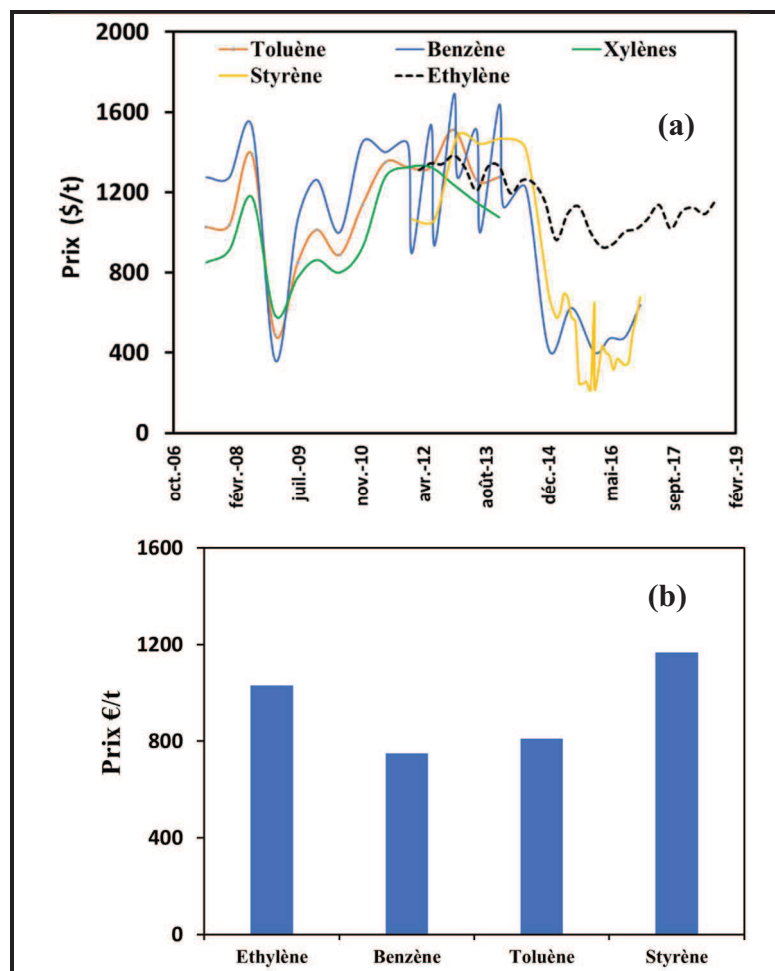 2000
1600
1200
800
400
0
Prix ($/t)
Toluène Benzène Xylènes
Styrène Ethylène
(a)
oct.-06 févr.-08 juil.-09 nov.-10 avr.-12 août-13 déc.-14 mai-16 sept.-17 févr.-19
1600
1200
800
400
0
Prix €/t
(b)
Ethylène Benzène Toluène Styrène